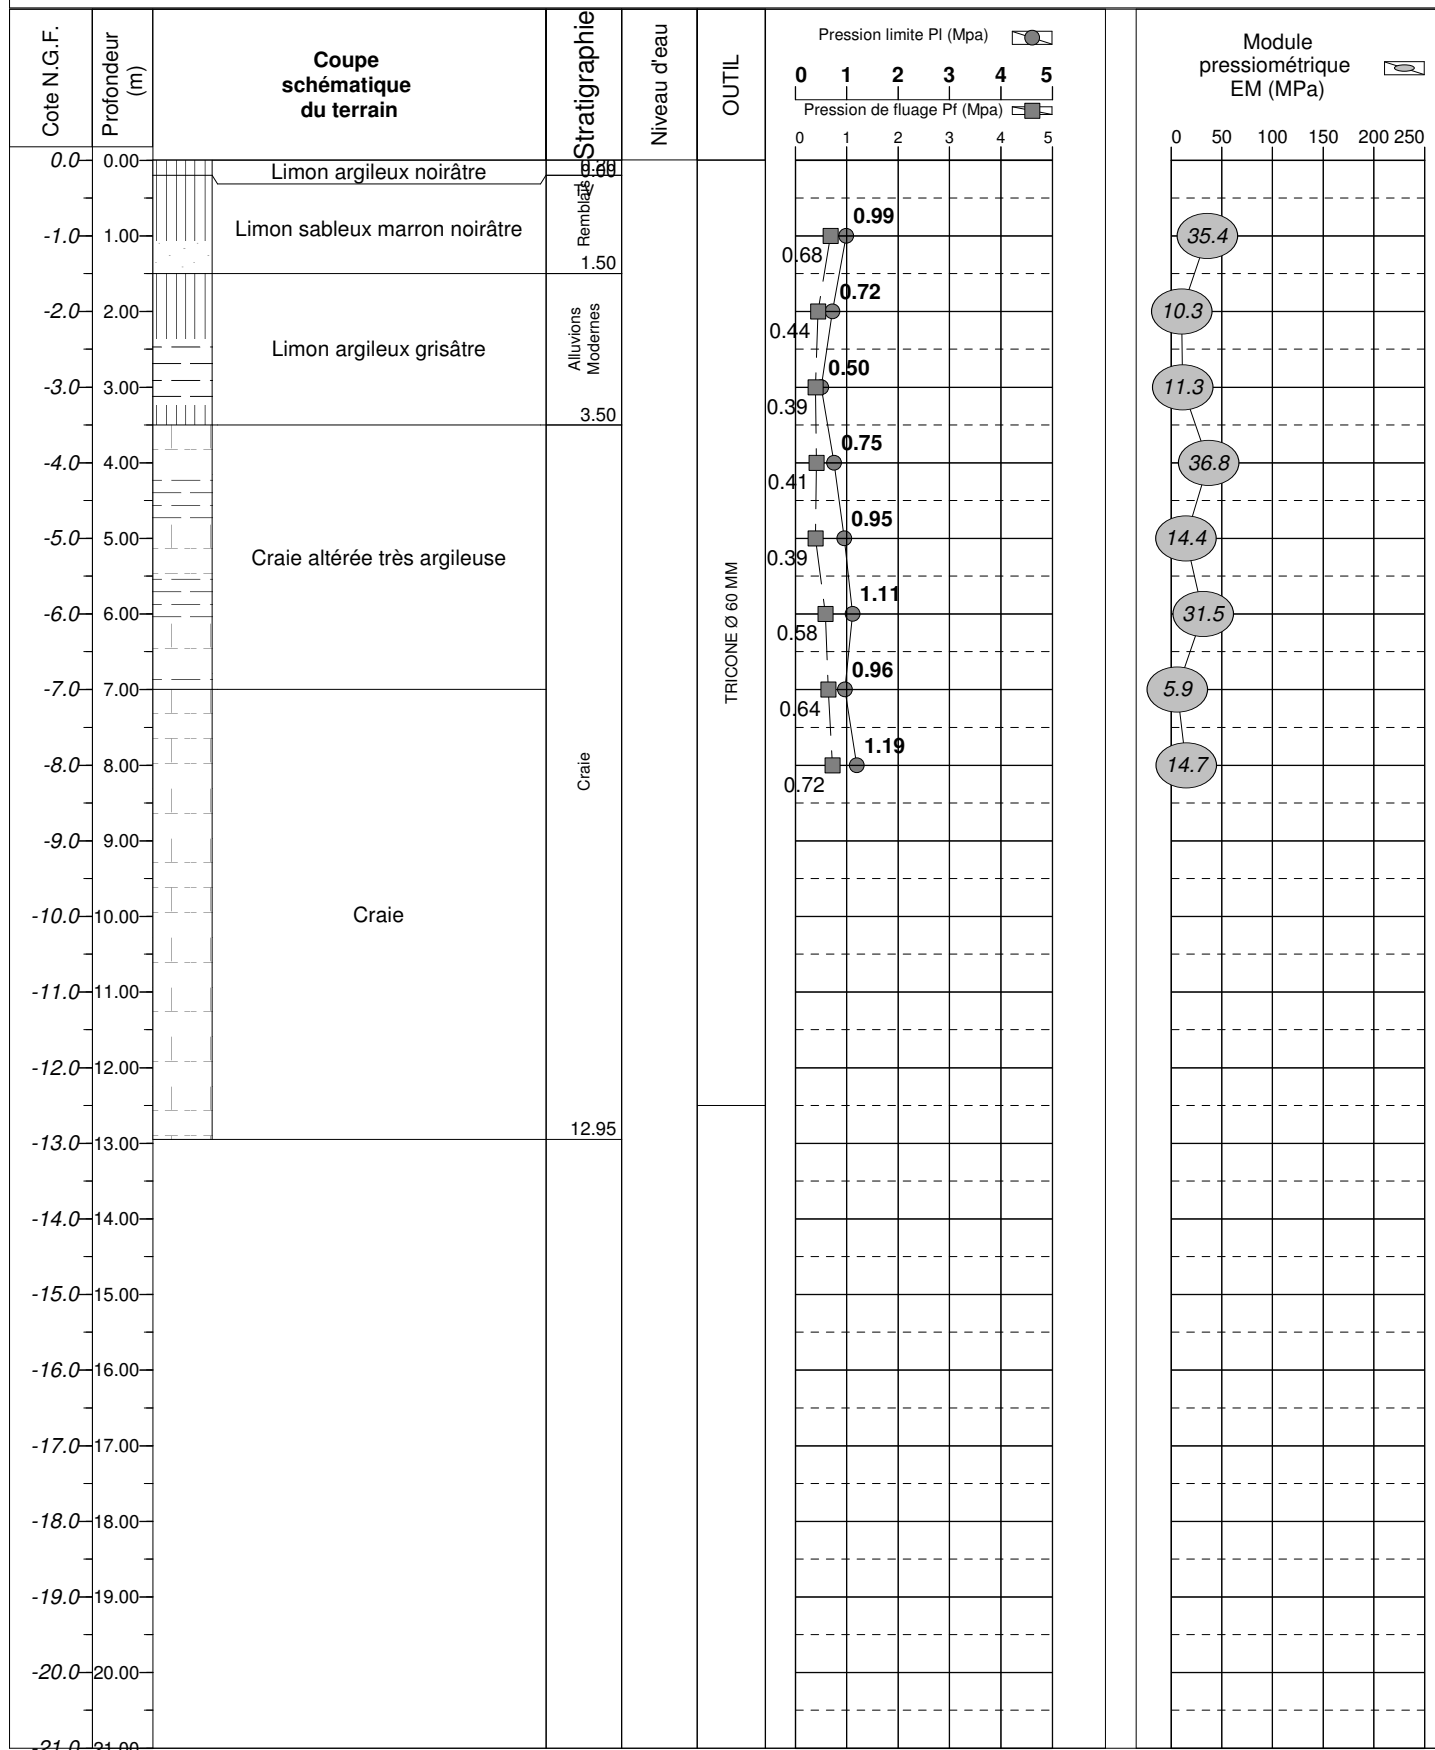 Cote N.G.F.
Profondeur
(m)
Coupe
schématique
du terrain
Stratigraphie
Niveau d'eau
OUTIL
Pression limite Pl (Mpa)
0 1 2 3 4 5
Pression de fluage Pf (Mpa)
0 1 2 3 4 5
Module
pressiométrique
EM (MPa)
0 50 100 150 200 250
0.0 0.00
Limon argileux noirâtre
0.20
0.00
TV
Limon sableux marron noirâtre
Remblais
1.50
-1.0 1.00
0.99
0.68
35.4
-2.0 2.00
0.72
0.44
10.3
Limon argileux grisâtre
Alluvions
Modernes
3.50
-3.0 3.00
0.50
0.39
11.3
-4.0 4.00
0.75
0.41
36.8
-5.0 5.00
0.95
0.39
14.4
Craie altérée très argileuse
TRICONE Ø 60 MM
-6.0 6.00
1.11
0.58
31.5
-7.0 7.00
0.96
0.64
5.9
Craie
-8.0 8.00
1.19
0.72
14.7
-9.0 9.00
-10.0 10.00
Craie
-11.0 11.00
-12.0 12.00
12.95
-13.0 13.00
-14.0 14.00
-15.0 15.00
-16.0 16.00
-17.0 17.00
-18.0 18.00
-19.0 19.00
-20.0 20.00
-21.0 21.00